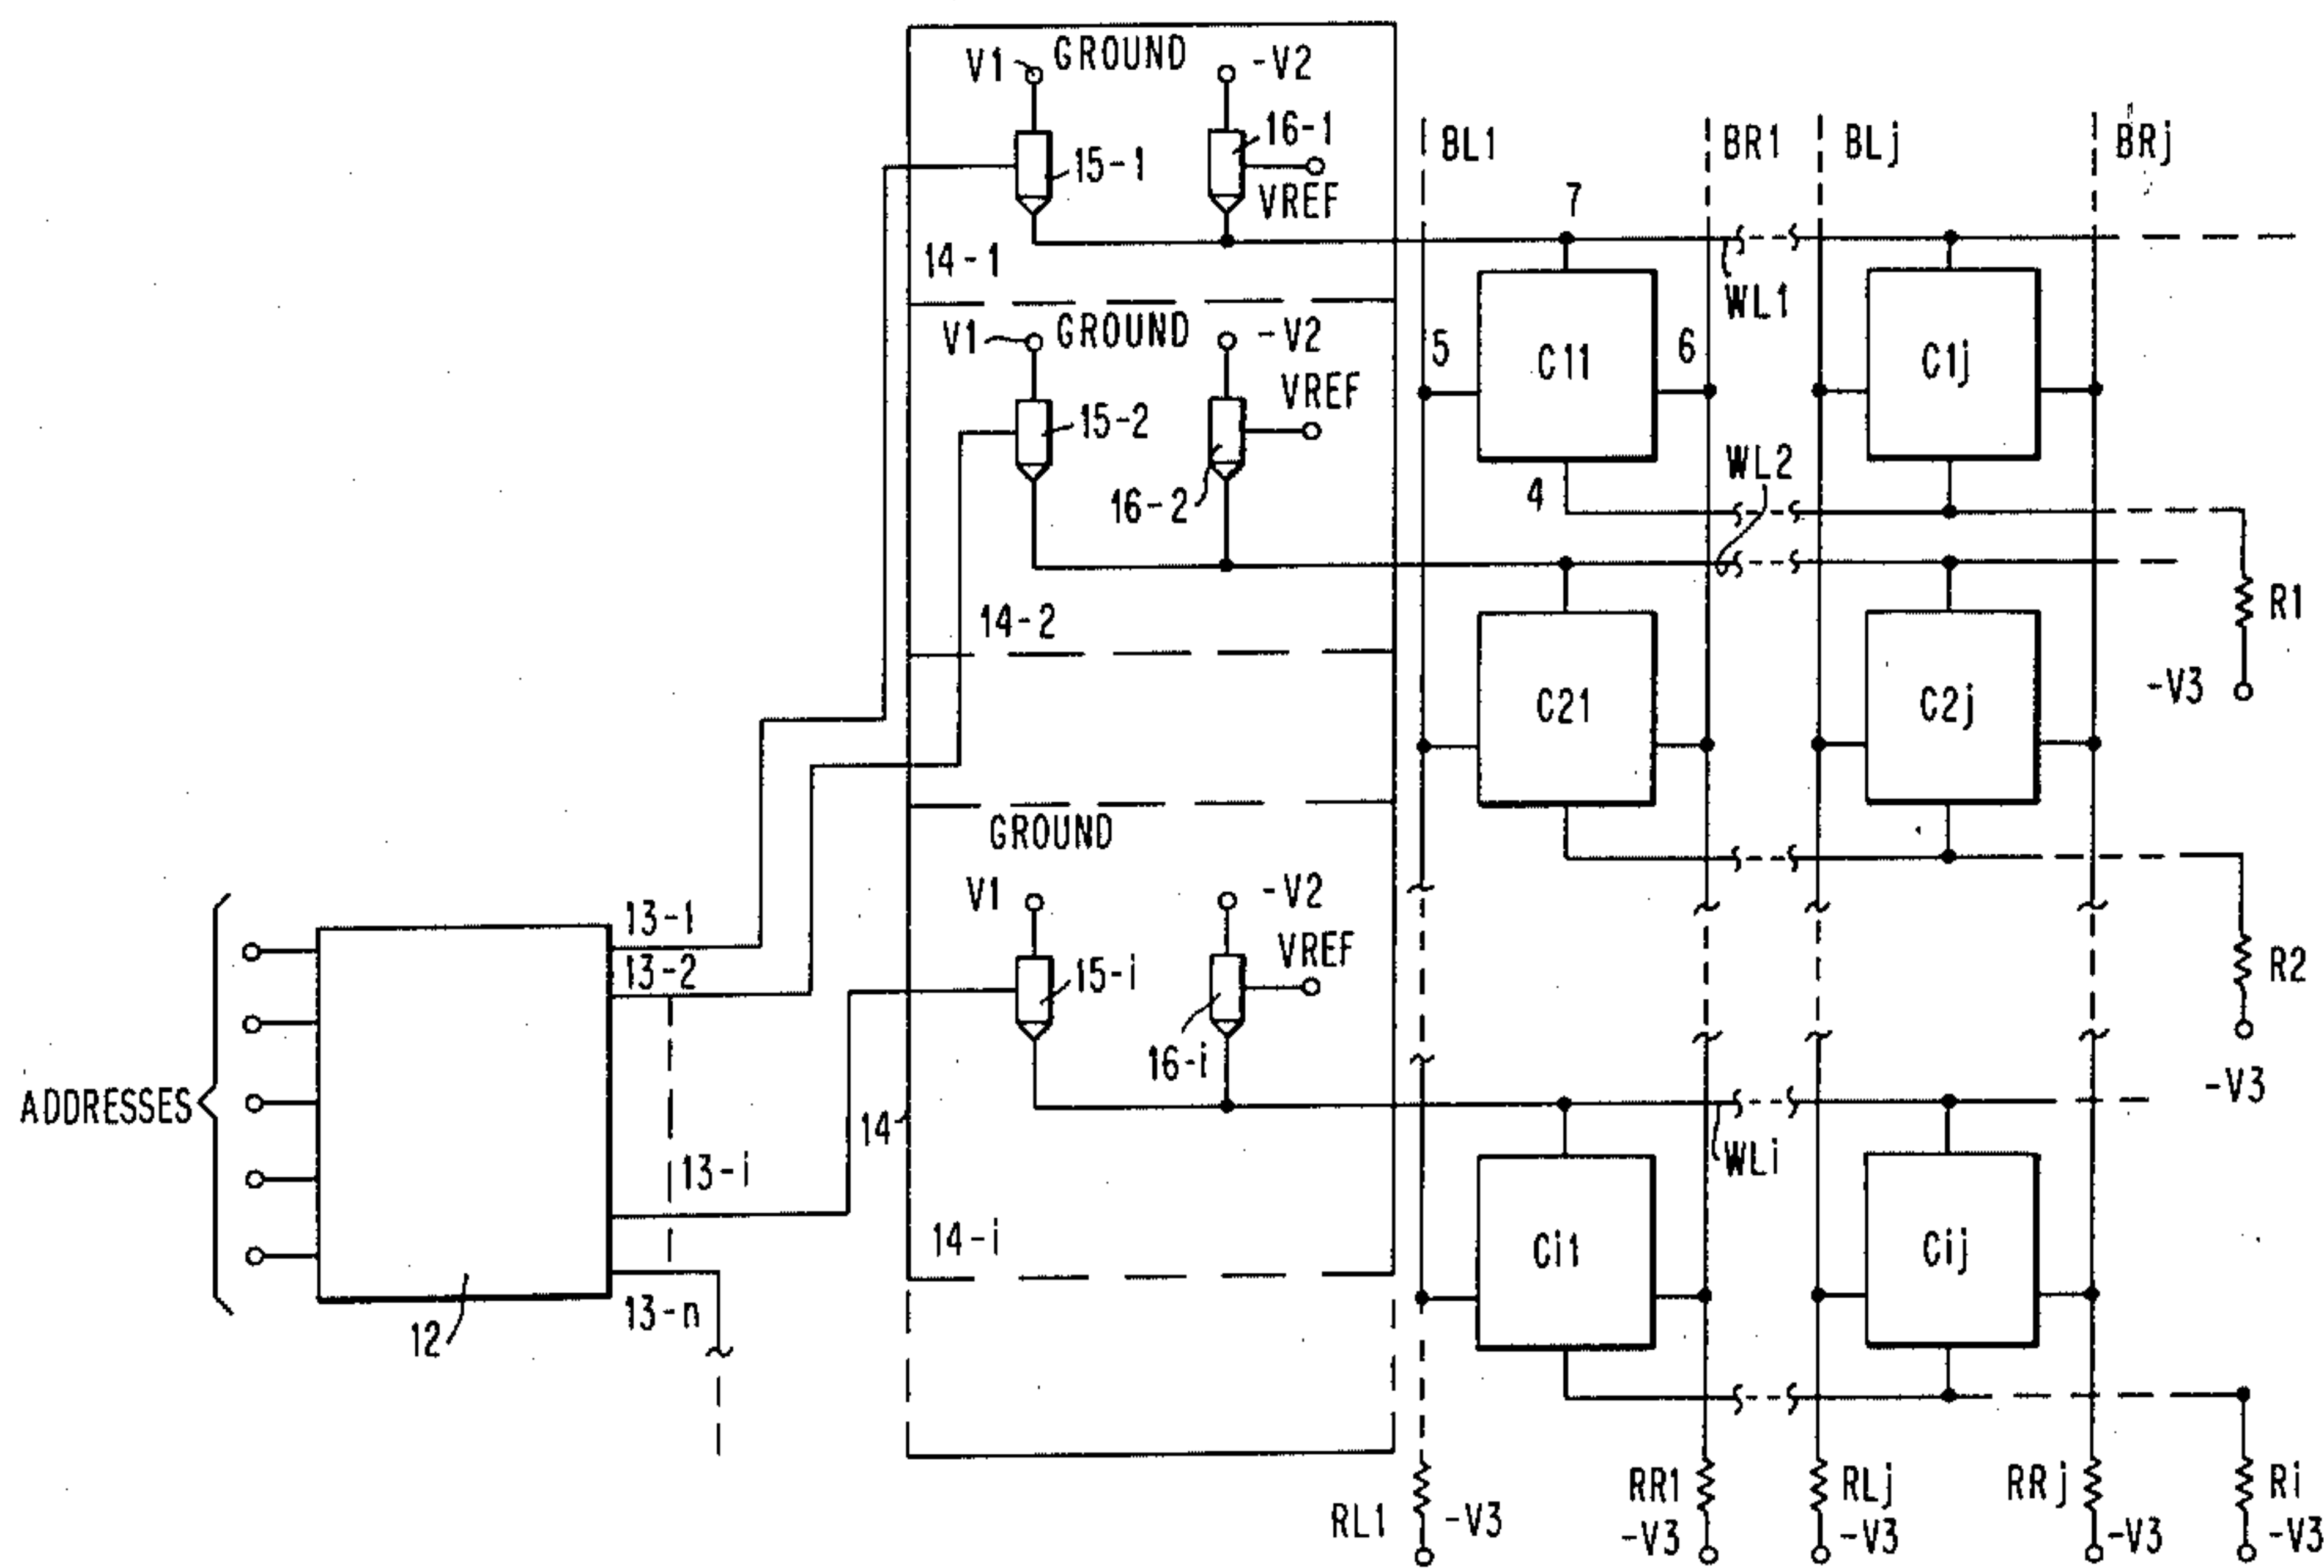 V1 GROUND -V2
15-1 16-1
VREF
14-1
BL1 BR1 BLj BRj
7
WL1
V1 GROUND -V2
VREF
15-2
16-2
14-2
5 C11 6 C1j
4
WL2
R1
-V3
C21 C2j
R2
-V3
GROUND
V1 -V2
VREF
15-i
16-i
14
14-i
WLi
Ci1 Cij
ADDRESSES
13-1
13-2
13-i
13-n
12
RL1 -V3
RR1 -V3
RLj -V3
RRj -V3
Ri -V3